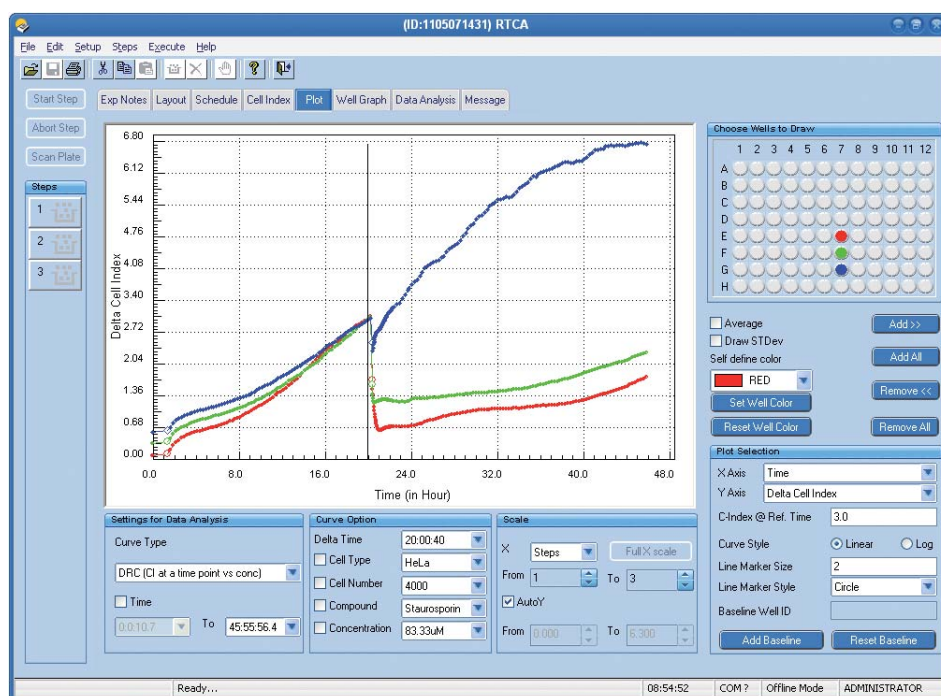 (ID:1105071431) RTCA
File Edit Setup Steps Execute Help
Start Step
Abort Step
Scan Plate
Steps
1
2
3
Exp Notes Layout Schedule Cell Index Plot Well Graph Data Analysis Message
6.80
6.12
5.44
4.76
4.08
3.40
2.72
2.04
1.36
0.68
0.00
Delta Cell Index
0.0 8.0 16.0 24.0 32.0 40.0 48.0
Time (in Hour)
Choose Wells to Draw
1 2 3 4 5 6 7 8 9 10 11 12
A
B
C
D
E
F
G
H
Average
Draw STDev
Self define color
RED
Set Well Color
Reset Well Color
Add >>
Add All
Remove <<
Remove All
Settings for Data Analysis
Curve Type
DRC (CI at a time point vs conc)
Time
0.0:10.7 To 45:55:56.4
Curve Option
Delta Time 20:00:40
Cell Type HeLa
Cell Number 4000
Compound Staurosporin
Concentration 83.33uM
Scale
X Steps Full X scale
From 1 To 3
AutoY
From 0.000 To 6.300
Plot Selection
X Axis Time
Y Axis Delta Cell Index
C-Index @ Ref. Time 3.0
Curve Style Linear Log
Line Marker Size 2
Line Marker Style Circle
Baseline Well ID
Add Baseline Reset Baseline
Ready... 08:54:52 COM ? Offline Mode ADMINISTRATOR